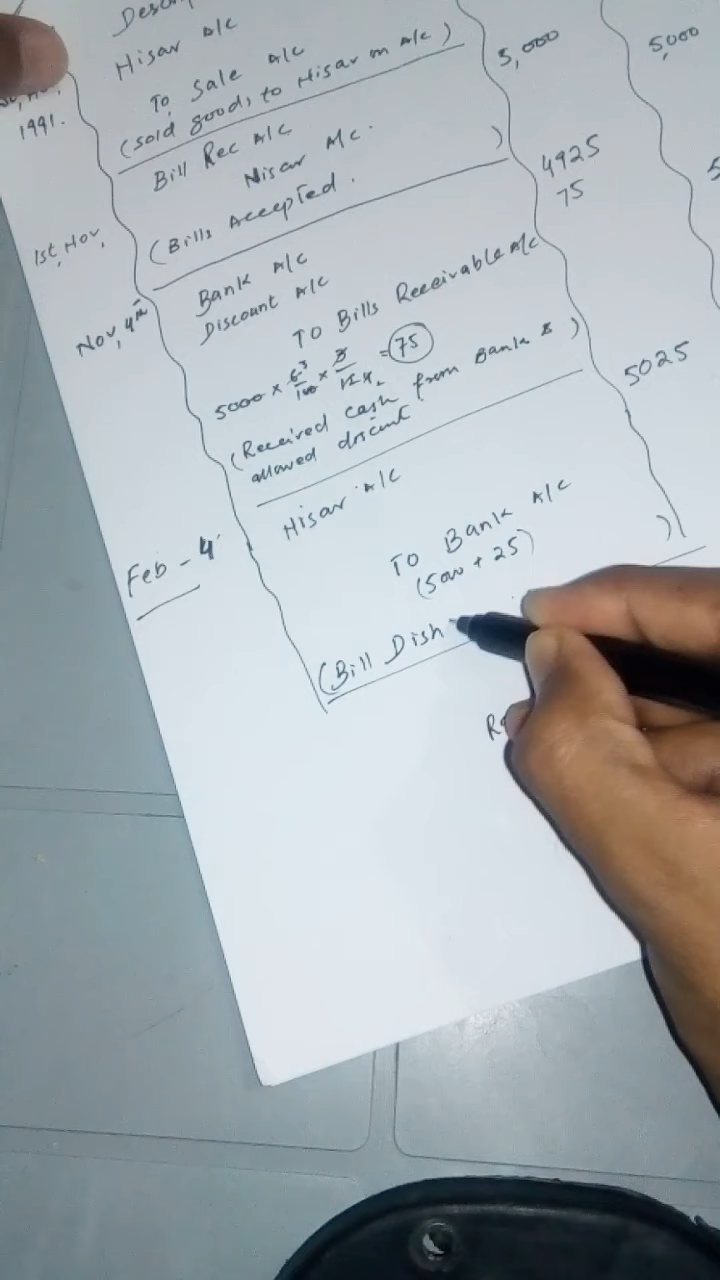 Hisar A/c
To Sale A/c
(Sold goods to Hisar on A/c)
5,000
5000
1991.
Bill Rec A/c
Nisar A/c.
(Bills Accepted.)
1st, Nov,
Nov, 4th
Bank A/c
4925
Discount A/c
75
To Bills Receivable A/c
5000 × 6/100 × 3/12 = 75
(Received cash from Bank &
allowed discunt)
Feb - 4
Hisar A/c
5025
To Bank A/c
(5000 + 25)
(Bill Dish